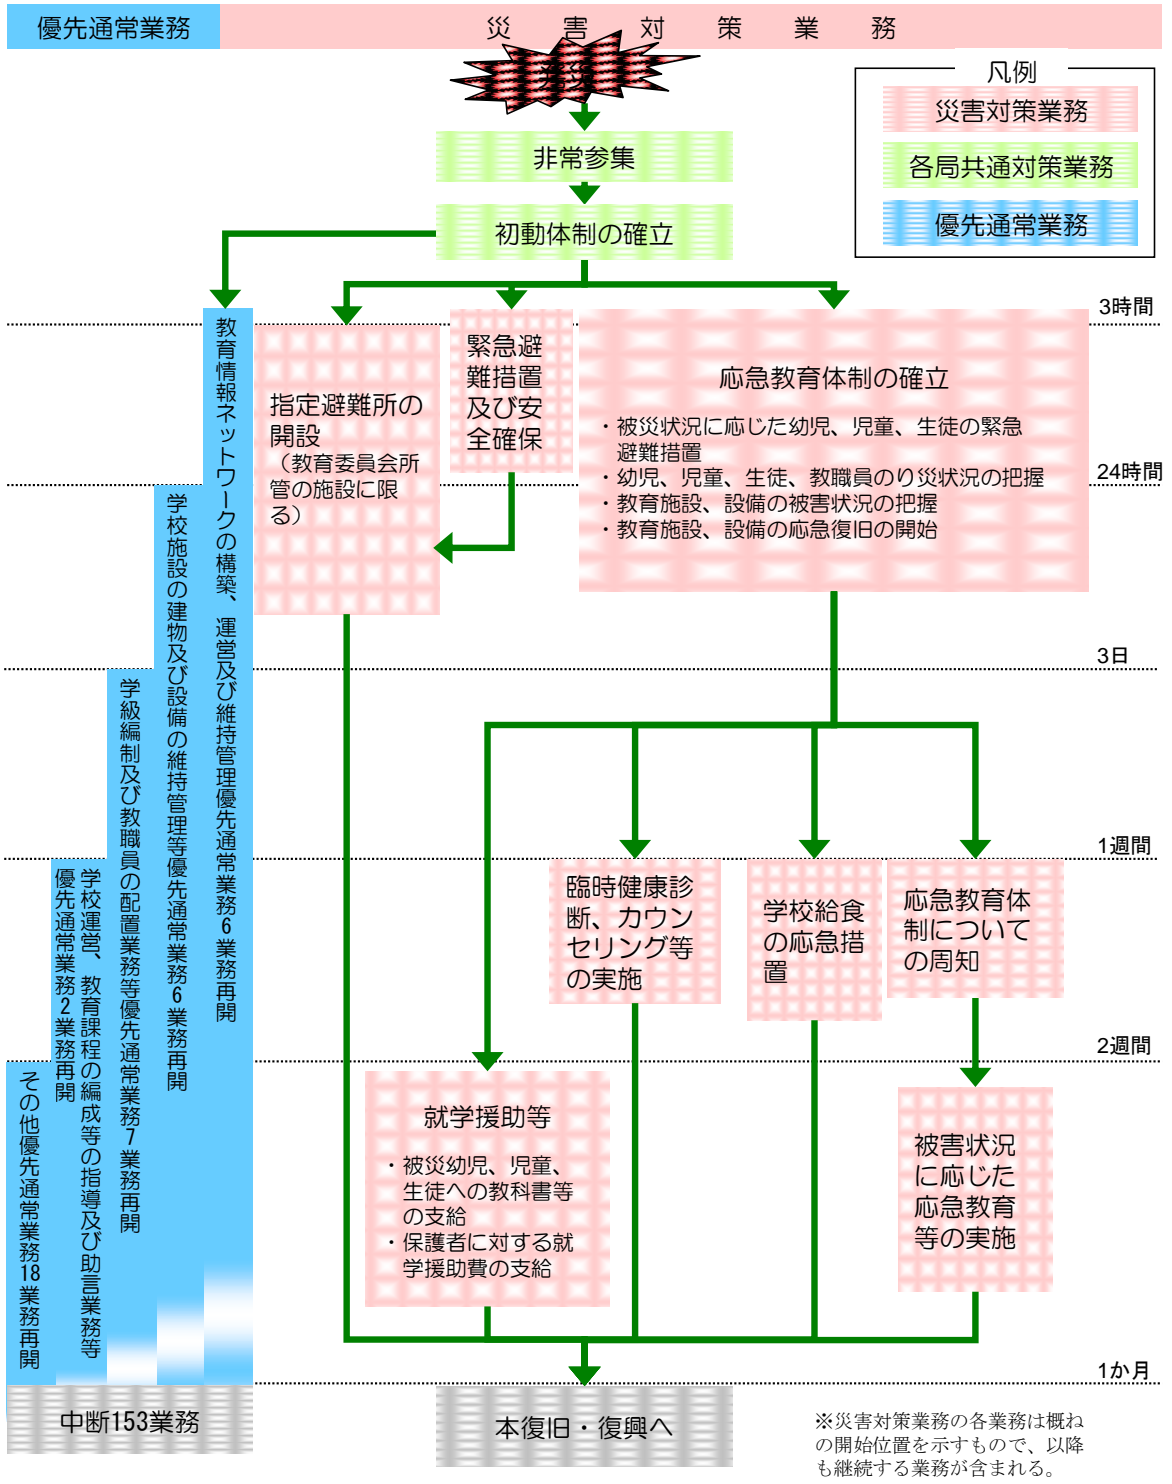 優先通常業務
災害対策業務
発災
凡例
災害対策業務
各局共通対策業務
優先通常業務
非常参集
初動体制の確立
3時間
24時間
3日
1週間
2週間
1か月
教育情報ネットワークの構築、運営及び維持管理優先通常業務6業務再開
学校施設の建物及び設備の維持管理等優先通常業務6業務再開
学級編制及び教職員の配置業務等優先通常業務7業務再開
学校運営、教育課程の編成等の指導及び助言業務等
優先通常業務2業務再開
その他優先通常業務18業務再開
指定避難所の
開設
（教育委員会所
管の施設に限
る）
緊急避
難措置
及び安
全確保
応急教育体制の確立
・被災状況に応じた幼児、児童、生徒の緊急
避難措置
・幼児、児童、生徒、教職員のり災状況の把握
・教育施設、設備の被害状況の把握
・教育施設、設備の応急復旧の開始
臨時健康診
断、カウン
セリング等
の実施
学校給食
の応急措
置
応急教育体
制について
の周知
就学援助等
・被災幼児、児童、
生徒への教科書等
の支給
・保護者に対する就
学援助費の支給
被害状況
に応じた
応急教育
等の実施
中断153業務
本復旧・復興へ
※災害対策業務の各業務は概ね
の開始位置を示すもので、以降
も継続する業務が含まれる。